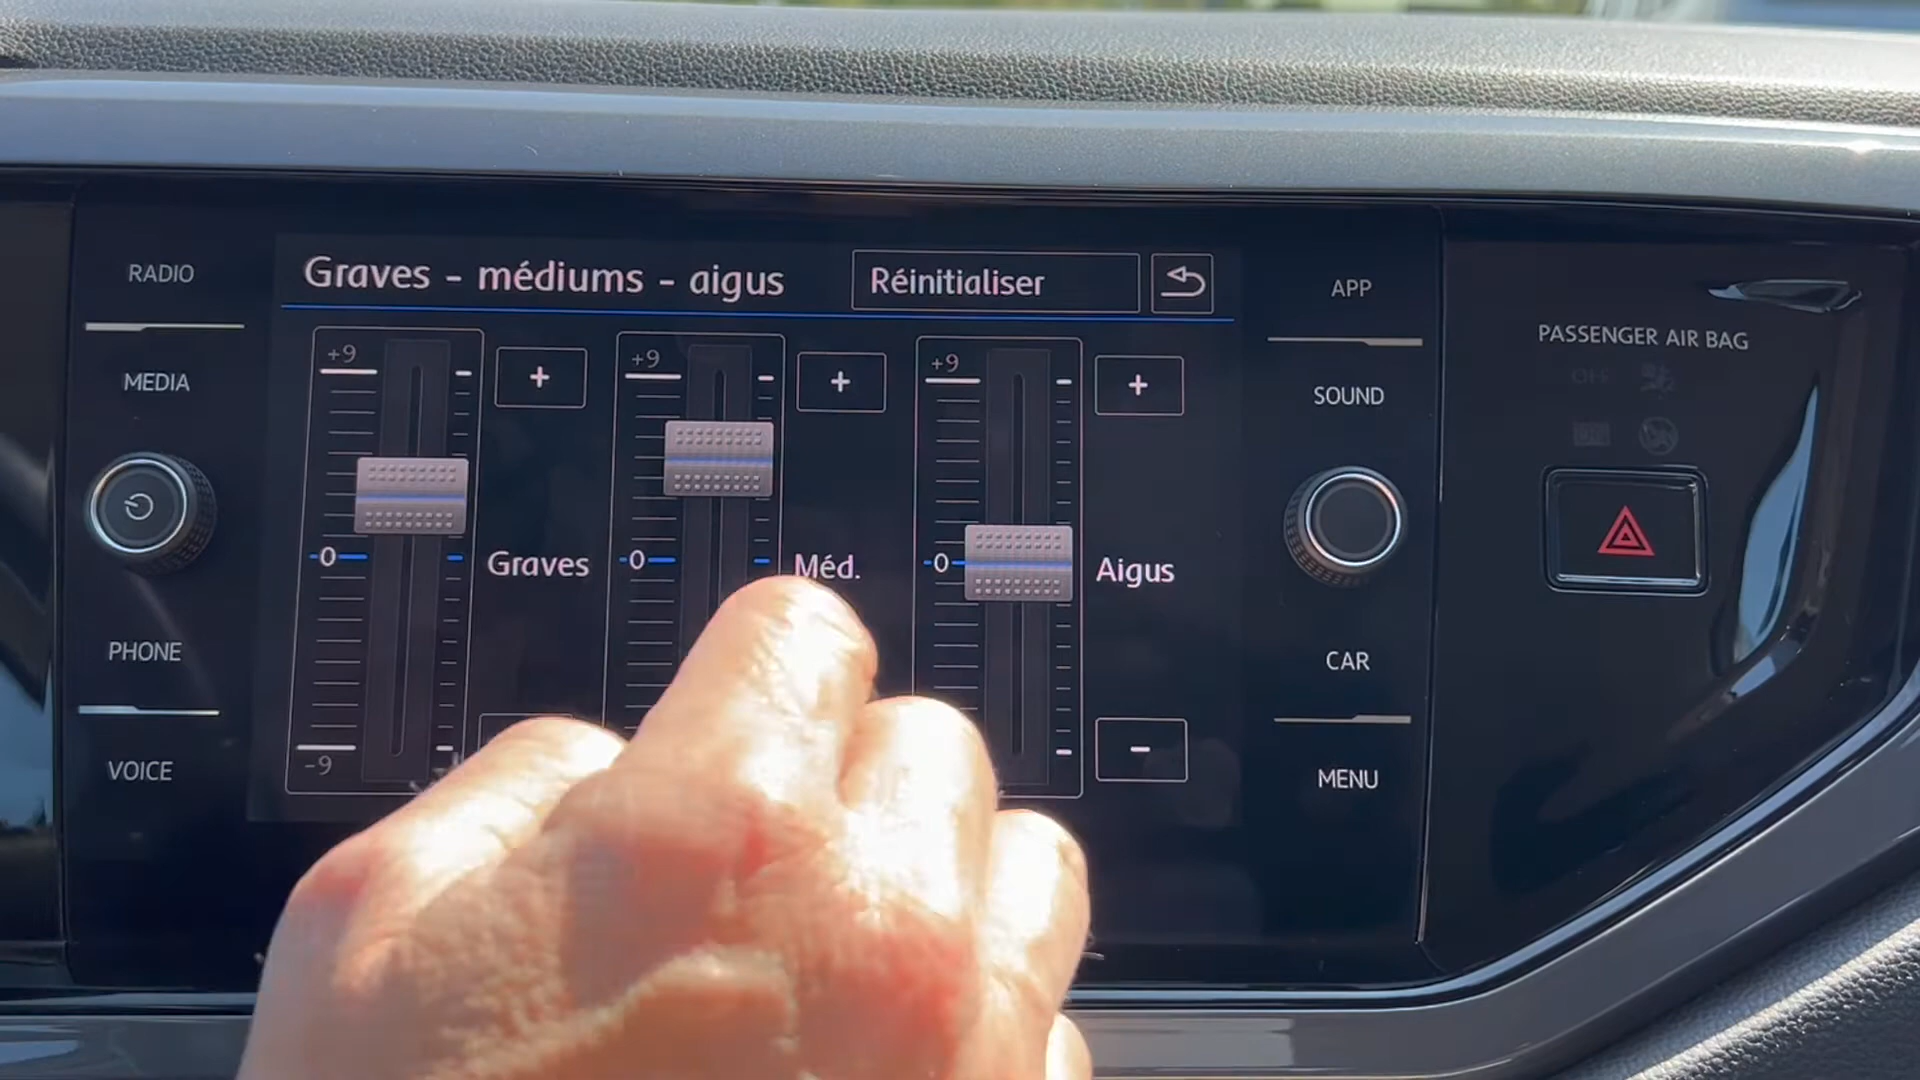 RADIO
MEDIA
PHONE
VOICE
Graves - médiums - aigus
Réinitialiser
+9
+
-0
Graves
-9
+9
+
-0
Méd.
+9
+
-0
Aigus
-
APP
SOUND
CAR
MENU
PASSENGER AIR BAG
OFF